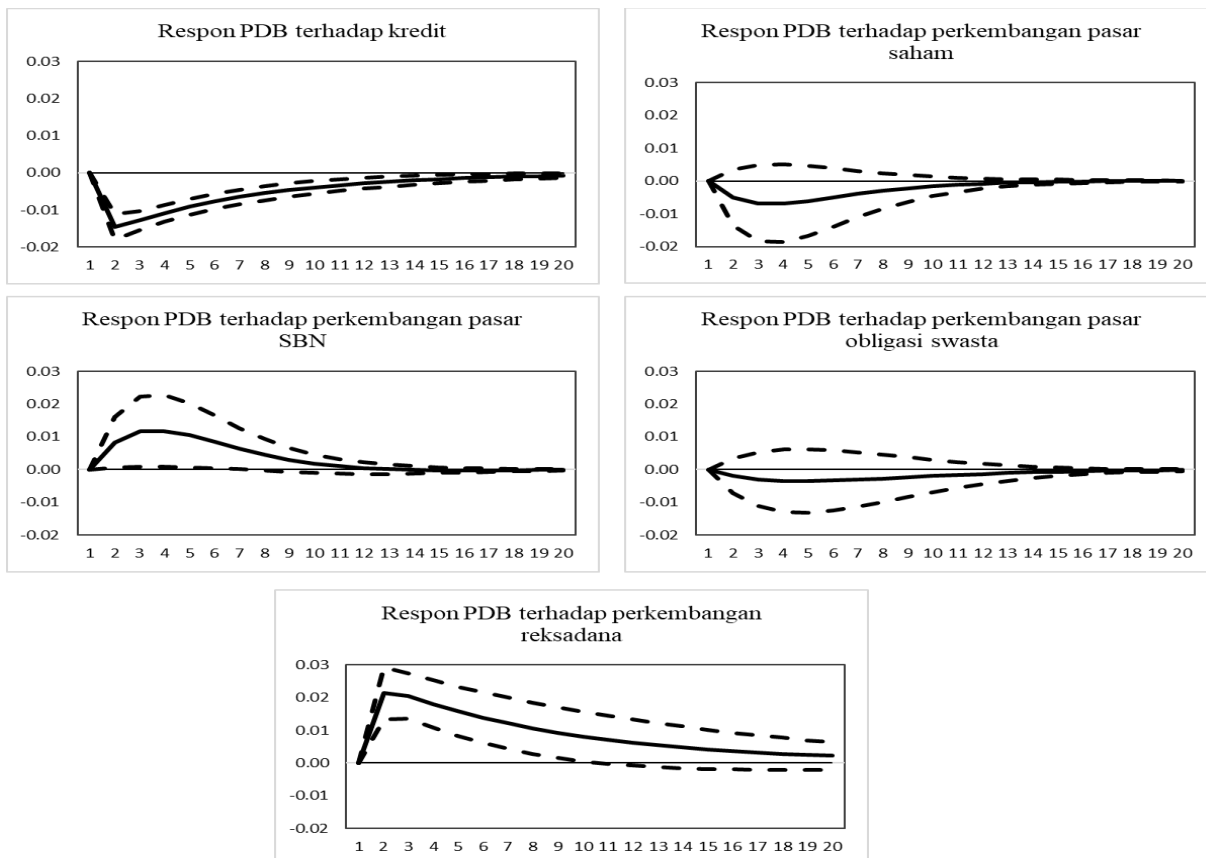 Respon PDB terhadap kredit
0.03
0.02
0.01
0.00
-0.01
-0.02
1 2 3 4 5 6 7 8 9 10 11 12 13 14 15 16 17 18 19 20
Respon PDB terhadap perkembangan pasar
saham
0.03
0.02
0.01
0.00
-0.01
-0.02
1 2 3 4 5 6 7 8 9 10 11 12 13 14 15 16 17 18 19 20
Respon PDB terhadap perkembangan pasar
SBN
0.03
0.02
0.01
0.00
-0.01
-0.02
1 2 3 4 5 6 7 8 9 10 11 12 13 14 15 16 17 18 19 20
Respon PDB terhadap perkembangan pasar
obligasi swasta
0.03
0.02
0.01
0.00
-0.01
-0.02
1 2 3 4 5 6 7 8 9 10 11 12 13 14 15 16 17 18 19 20
Respon PDB terhadap perkembangan
reksadana
0.03
0.02
0.01
0.00
-0.01
-0.02
1 2 3 4 5 6 7 8 9 10 11 12 13 14 15 16 17 18 19 20